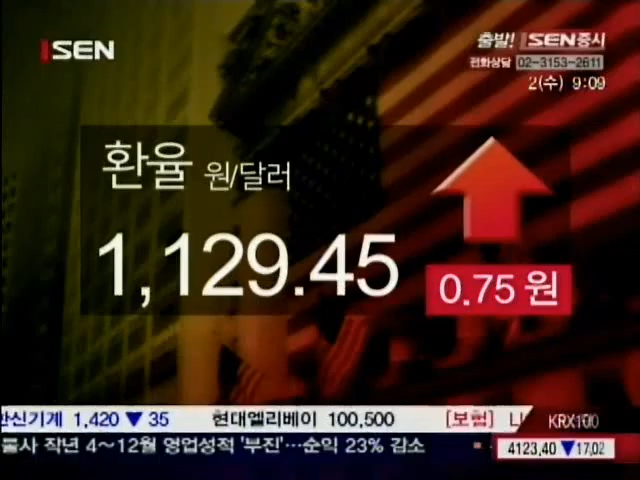 SEN
출발! SEN증시
전화상담 02-3153-2611
2(수) 9:09
환율 원/달러
1,129.45
0.75 원
한신기계 1,420 ▼ 35 현대엘리베이 100,500 [보험]
KRX100
룰사 작년 4~12월 영업성적 '부진'…순익 23% 감소
4123,40 ▼17,02